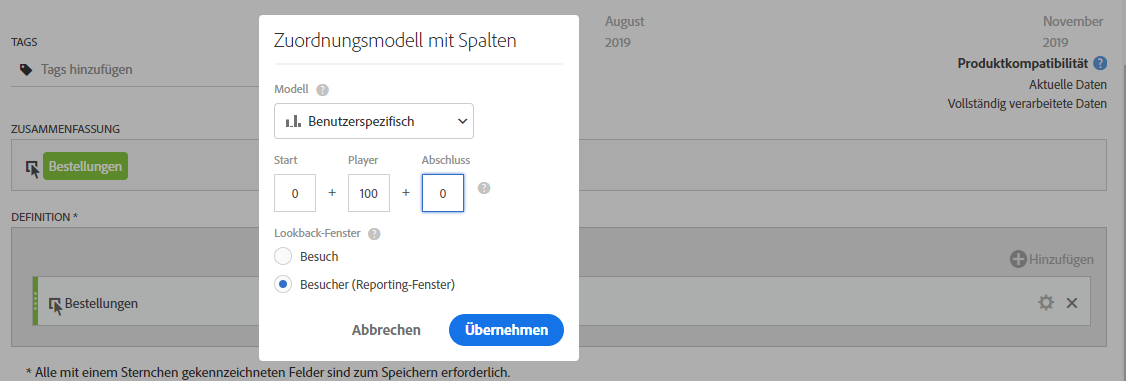 August
November
TAGS
2019
2019
Tags hinzufügen
Produktkompatibilität ?
Aktuelle Daten
Vollständig verarbeitete Daten
ZUSAMMENFASSUNG
Bestellungen
DEFINITION *
Hinzufügen
Bestellungen
* Alle mit einem Sternchen gekennzeichneten Felder sind zum Speichern erforderlich.
Zuordnungsmodell mit Spalten
Modell ?
Benutzerspezifisch
Start Player Abschluss
0 + 100 + 0 ?
Lookback-Fenster ?
Besuch
Besucher (Reporting-Fenster)
Abbrechen Übernehmen